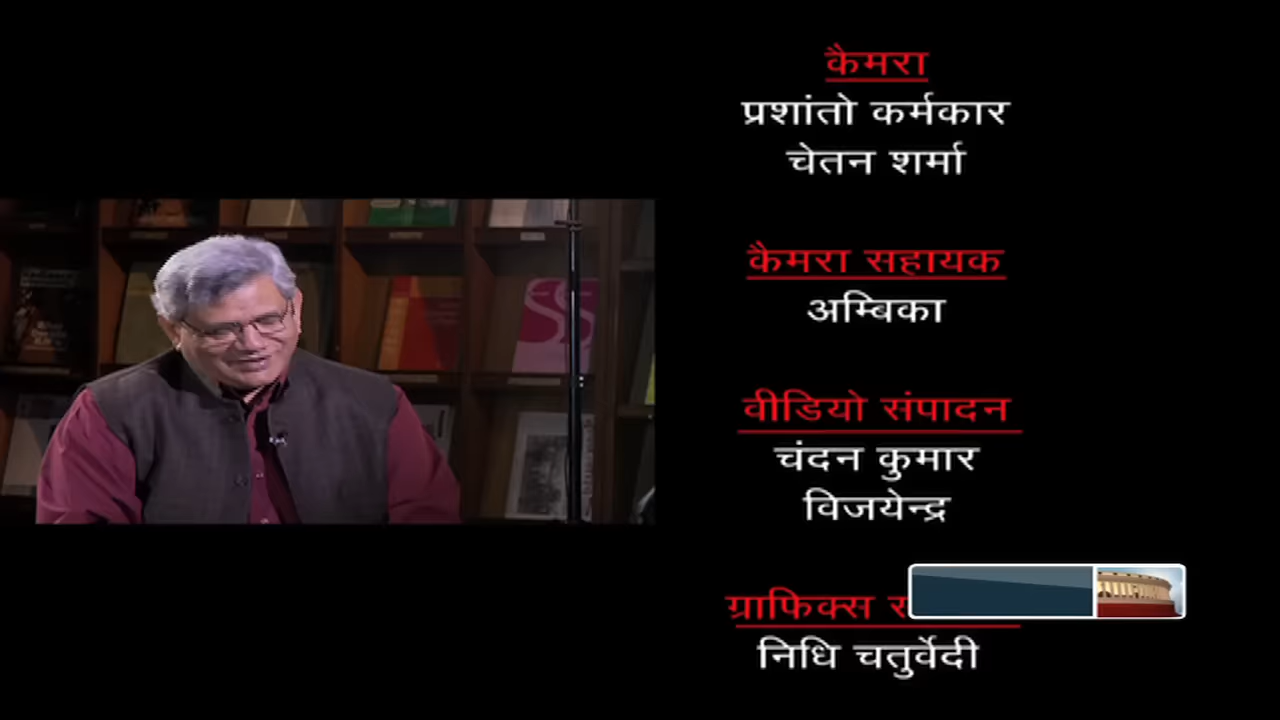 कैमरा
प्रशांतो कर्मकार
चेतन शर्मा
कैमरा सहायक
अम्बिका
वीडियो संपादन
चंदन कुमार
विजयेन्द्र
ग्राफिक्स
निधि चतुर्वेदी